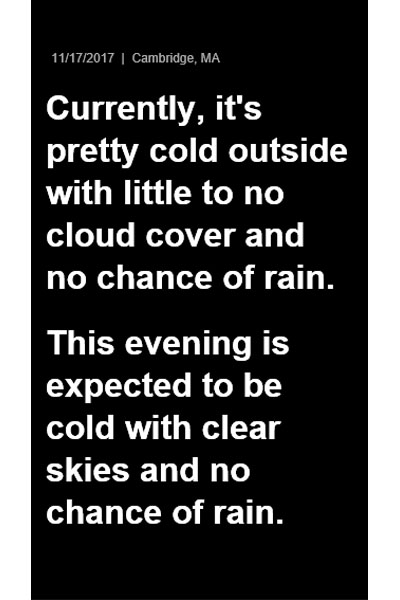 11/17/2017 | Cambridge, MA
Currently, it's
pretty cold outside
with little to no
cloud cover and
no chance of rain.
This evening is
expected to be
cold with clear
skies and no
chance of rain.